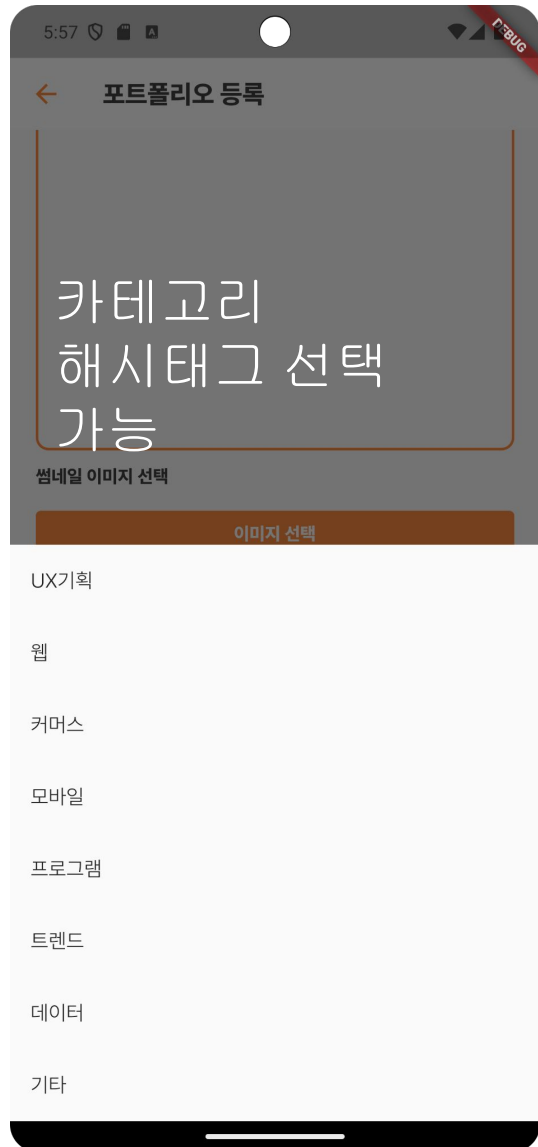 5:57
DEBUG
포트폴리오 등록
카테고리
해시태그 선택
가능
썸네일 이미지 선택
이미지 선택
UX기획
웹
커머스
모바일
프로그램
트렌드
데이터
기타